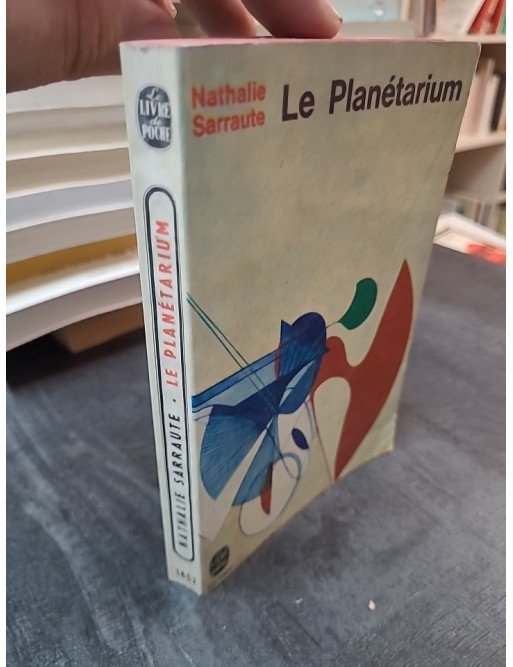 Nathalie
Sarraute
Le Planétarium
LE
LIVRE
de
POCHE
NATHALIE SARRAUTE · LE PLANÉTARIUM